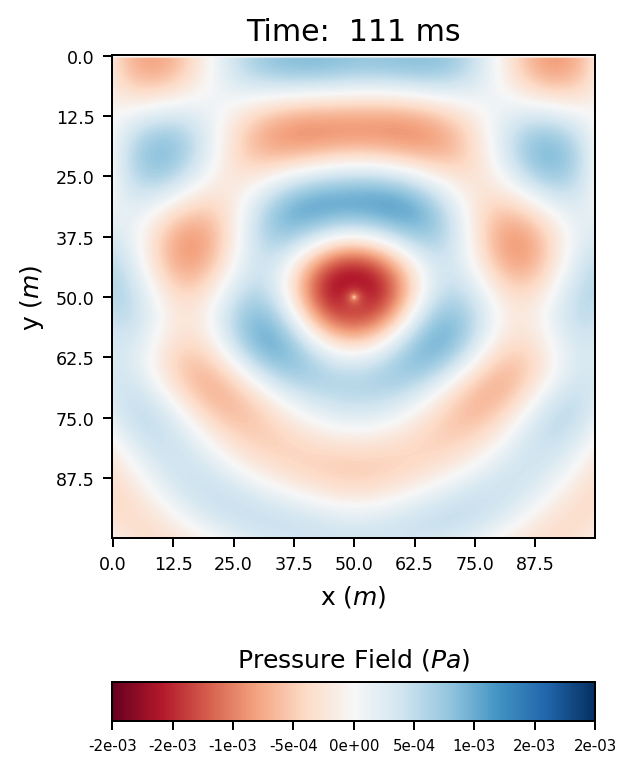 Time:  111 ms
0.0
12.5
25.0
37.5
50.0
62.5
75.0
87.5
y (m)
0.0 12.5 25.0 37.5 50.0 62.5 75.0 87.5
x (m)
Pressure Field (Pa)
-2e-03 -2e-03 -1e-03 -5e-04 0e+00 5e-04 1e-03 2e-03 2e-03